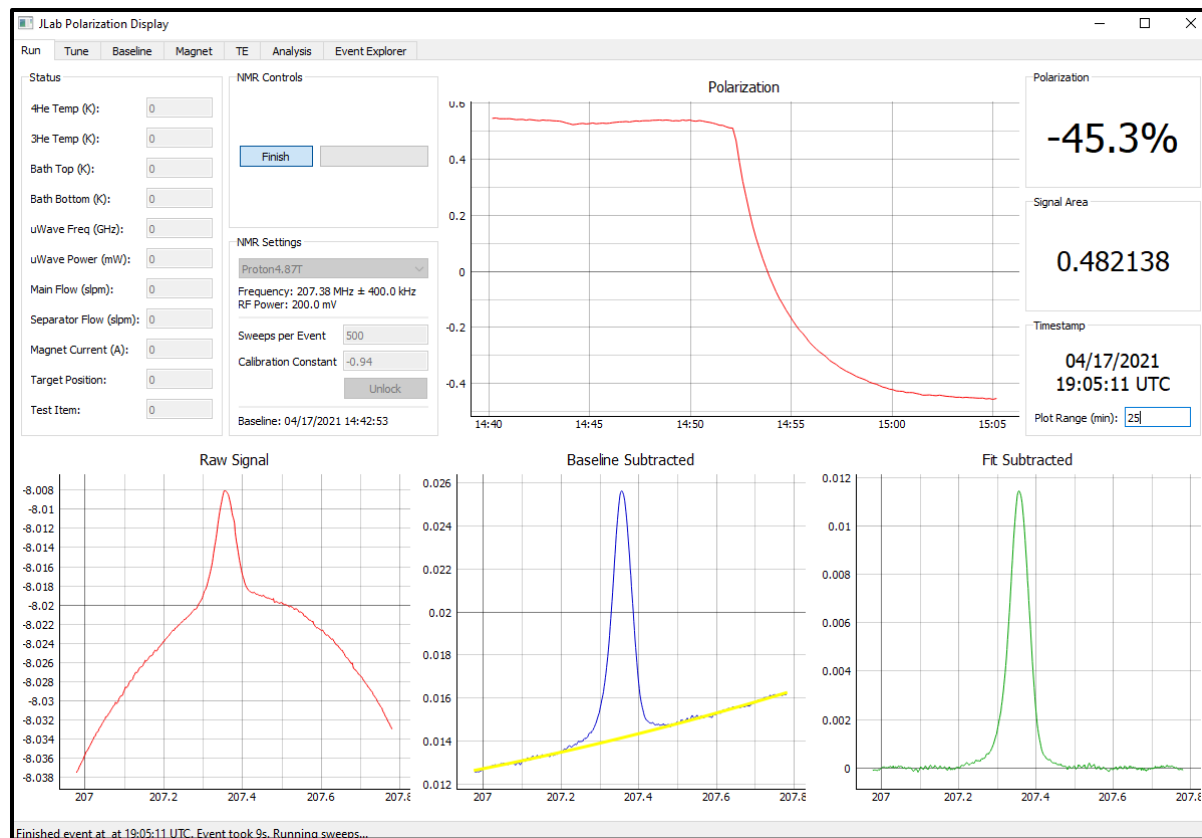 JLab Polarization Display
Run Tune Baseline Magnet TE Analysis Event Explorer
Status
4He Temp (K): 0
3He Temp (K): 0
Bath Top (K): 0
Bath Bottom (K): 0
uWave Freq (GHz): 0
uWave Power (mW): 0
Main Flow (slpm): 0
Separator Flow (slpm): 0
Magnet Current (A): 0
Target Position: 0
Test Item: 0
NMR Controls
Finish
NMR Settings
Proton4.87T
Frequency: 207.38 MHz ± 400.0 kHz
RF Power: 200.0 mV
Sweeps per Event 500
Calibration Constant -0.94
Unlock
Baseline: 04/17/2021 14:42:53
Polarization
0.6
0.4
0.2
0
-0.2
-0.4
14:40 14:45 14:50 14:55 15:00 15:05
Polarization
-45.3%
Signal Area
0.482138
Timestamp
04/17/2021
19:05:11 UTC
Plot Range (min): 25
Raw Signal
-8.008
-8.01
-8.012
-8.014
-8.016
-8.018
-8.02
-8.022
-8.024
-8.026
-8.028
-8.03
-8.032
-8.034
-8.036
-8.038
207 207.2 207.4 207.6 207.8
Baseline Subtracted
0.026
0.024
0.022
0.02
0.018
0.016
0.014
0.012
207 207.2 207.4 207.6 207.8
Fit Subtracted
0.012
0.01
0.008
0.006
0.004
0.002
0
207 207.2 207.4 207.6 207.8
Finished event at at 19:05:11 UTC. Event took 9s. Running sweeps...